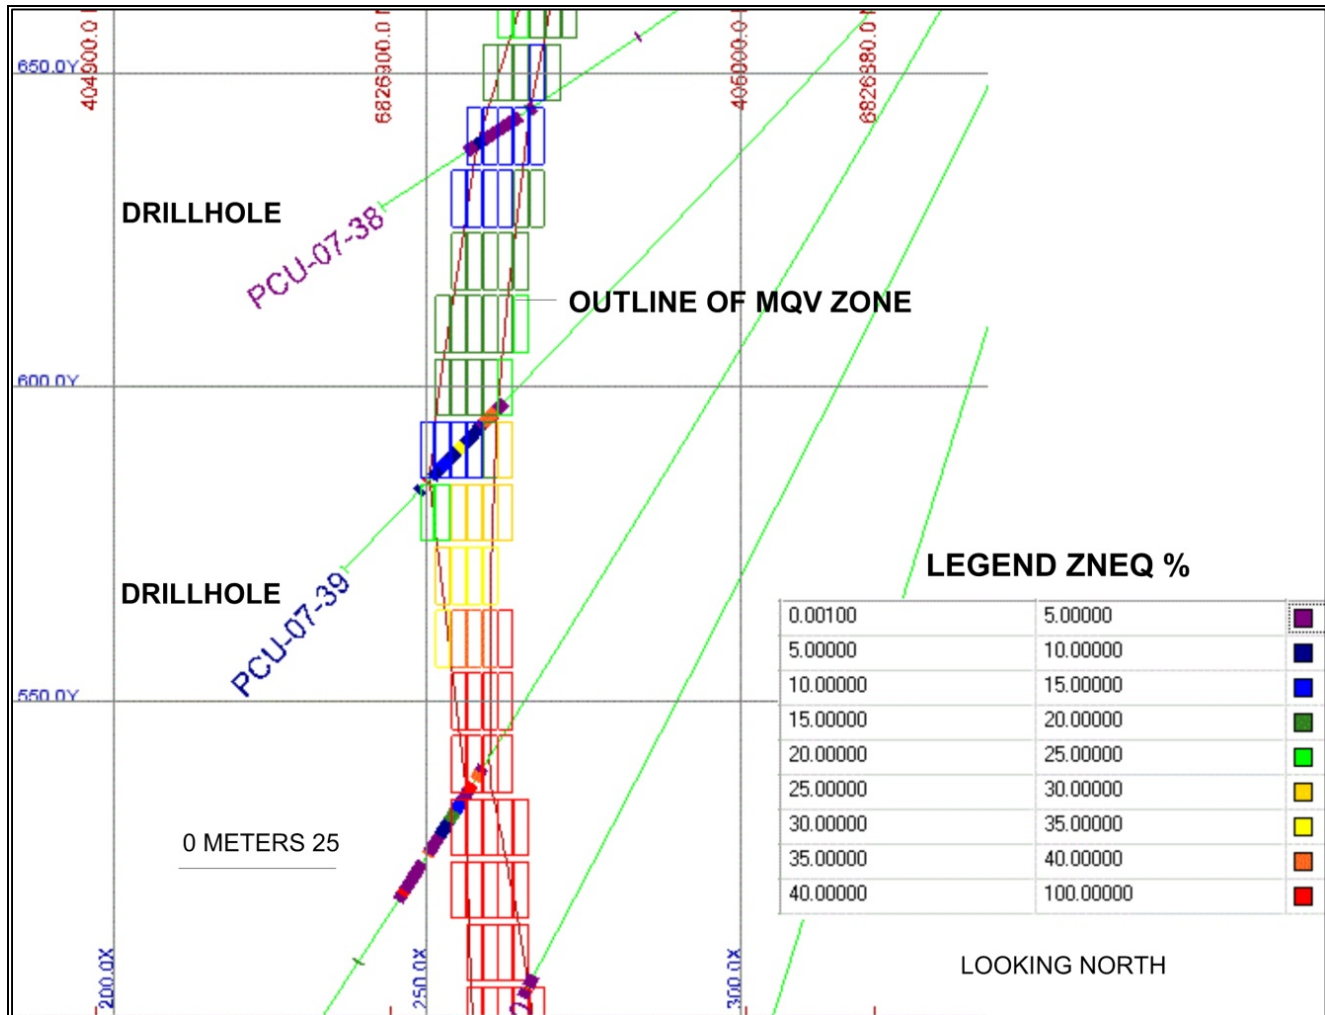 404900.0
6826900.0
405000.0
6826880.0
650.0Y
DRILLHOLE
PCU-07-38
OUTLINE OF MQV ZONE
600.0Y
DRILLHOLE
PCU-07-39
LEGEND ZNEQ %
0.00100 5.00000
5.00000 10.00000
10.00000 15.00000
15.00000 20.00000
20.00000 25.00000
25.00000 30.00000
30.00000 35.00000
35.00000 40.00000
40.00000 100.00000
550.0Y
0 METERS 25
200.0X
250.0X
300.0X
LOOKING NORTH